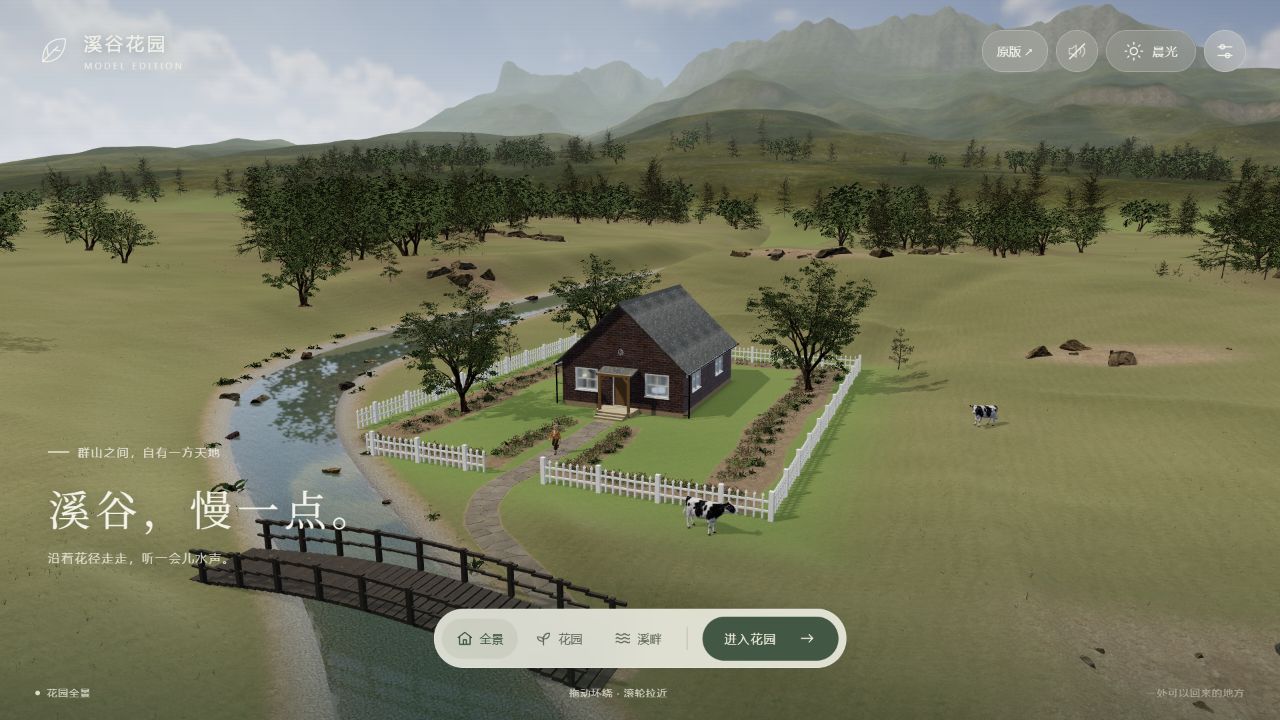 溪谷花园
MODEL EDITION
原版 ↗
晨光
群山之间，自有一方天地
溪谷，慢一点。
沿着花径走走，听一会儿水声。
全景
花园
溪畔
进入花园 →
花园全景
拖动环绕 · 滚轮拉近
一处可以回来的地方